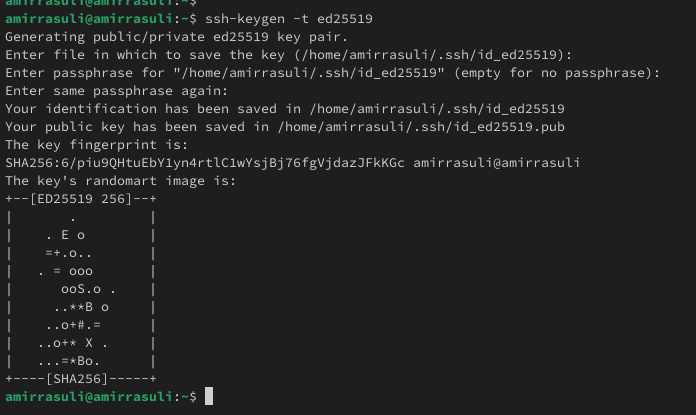 amirrasuli@amirrasuli:~$
amirrasuli@amirrasuli:~$ ssh-keygen -t ed25519
Generating public/private ed25519 key pair.
Enter file in which to save the key (/home/amirrasuli/.ssh/id_ed25519):
Enter passphrase for "/home/amirrasuli/.ssh/id_ed25519" (empty for no passphrase):
Enter same passphrase again:
Your identification has been saved in /home/amirrasuli/.ssh/id_ed25519
Your public key has been saved in /home/amirrasuli/.ssh/id_ed25519.pub
The key fingerprint is:
SHA256:6/piu9QHtuEbY1yn4rtlC1wYsjBj76fgVjdazJFkKGc amirrasuli@amirrasuli
The key's randomart image is:
+--[ED25519 256]--+
|       .         |
|    . E o        |
|    =+.o..       |
|   . = ooo       |
|      ooS.o .    |
|     ..**B o     |
|    ..o+#.=      |
|   ..o+* X .     |
|   ...=*Bo.      |
+----[SHA256]-----+
amirrasuli@amirrasuli:~$